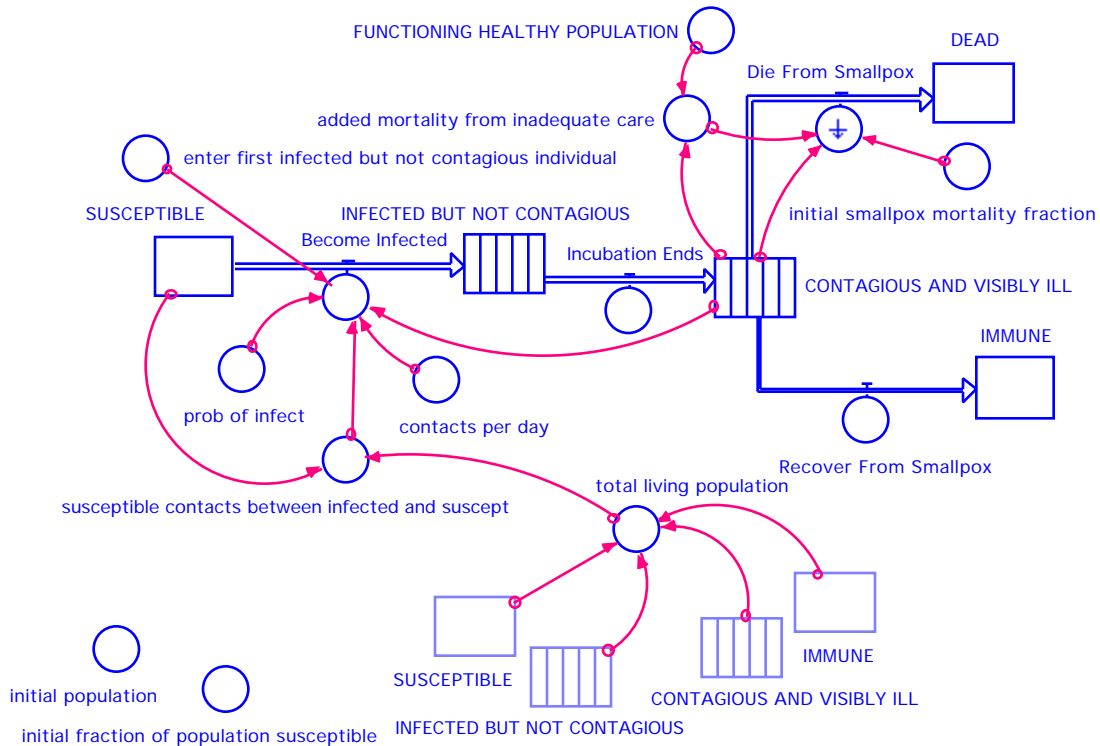 FUNCTIONING HEALTHY POPULATION
DEAD
Die From Smallpox
added mortality from inadequate care
enter first infected but not contagious individual
SUSCEPTIBLE
INFECTED BUT NOT CONTAGIOUS
initial smallpox mortality fraction
Become Infected
Incubation Ends
CONTAGIOUS AND VISIBLY ILL
IMMUNE
prob of infect
contacts per day
Recover From Smallpox
total living population
susceptible contacts between infected and suscept
SUSCEPTIBLE
IMMUNE
initial population
CONTAGIOUS AND VISIBLY ILL
INFECTED BUT NOT CONTAGIOUS
initial fraction of population susceptible